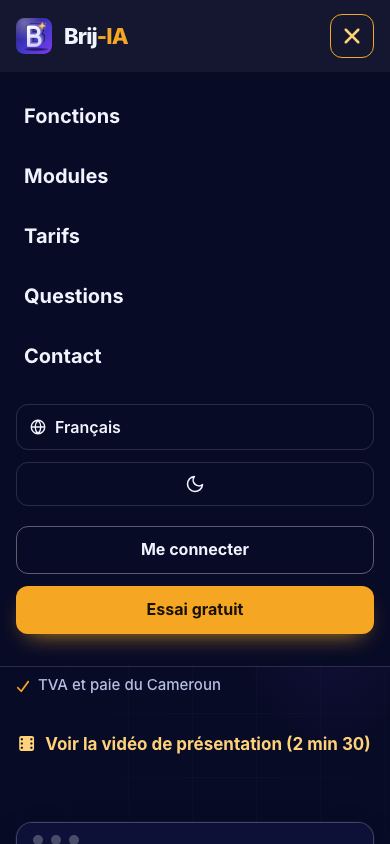 Brij-IA
Fonctions
Modules
Tarifs
Questions
Contact
Français
Me connecter
Essai gratuit
TVA et paie du Cameroun
Voir la vidéo de présentation (2 min 30)